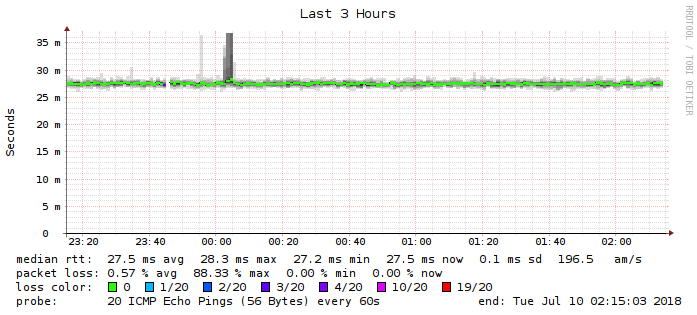 Last 3 Hours
RRDTOOL / TOBI OETIKER
Seconds
35 m
30 m
25 m
20 m
15 m
10 m
5 m
0
23:20 23:40 00:00 00:20 00:40 01:00 01:20 01:40 02:00
median rtt: 27.5 ms avg 28.3 ms max 27.2 ms min 27.5 ms now 0.1 ms sd 196.5 am/s
packet loss: 0.57 % avg 88.33 % max 0.00 % min 0.00 % now
loss color: 0 1/20 2/20 3/20 4/20 10/20 19/20
probe: 20 ICMP Echo Pings (56 Bytes) every 60s end: Tue Jul 10 02:15:03 2018